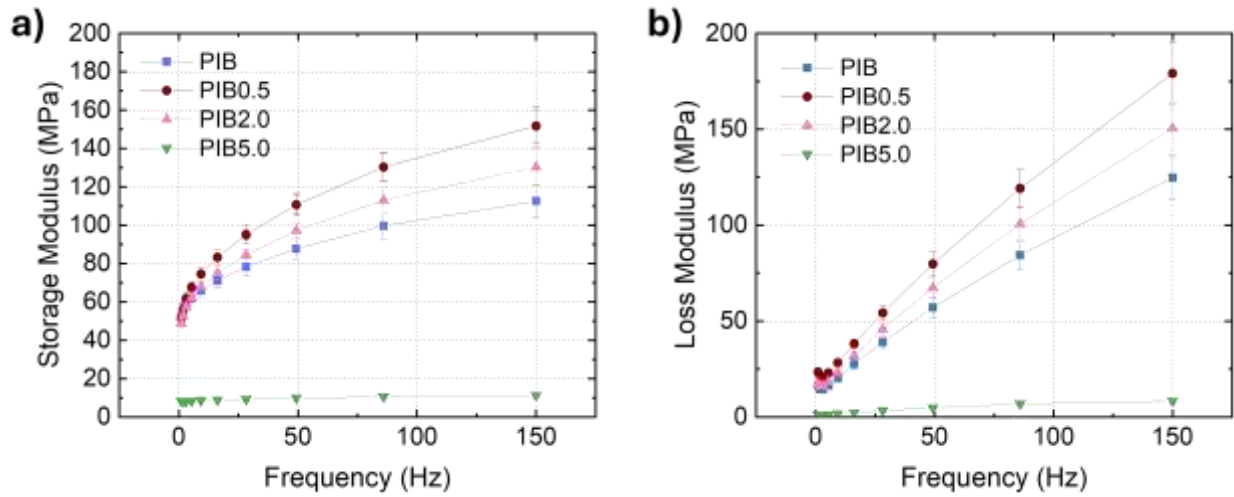 a)
Storage Modulus (MPa)
200
180
160
140
120
100
80
60
40
20
0
PIB
PIB0.5
PIB2.0
PIB5.0
0 50 100 150
Frequency (Hz)
b)
Loss Modulus (MPa)
200
150
100
50
0
PIB
PIB0.5
PIB2.0
PIB5.0
0 50 100 150
Frequency (Hz)